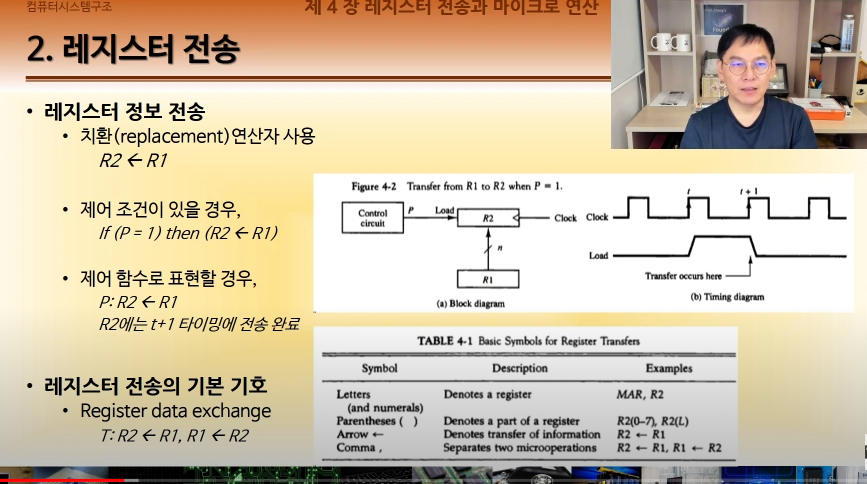 컴퓨터시스템구조
제 4 장 레지스터 전송과 마이크로 연산
2. 레지스터 전송
• 레지스터 정보 전송
• 치환(replacement)연산자 사용
R2 ← R1
• 제어 조건이 있을 경우,
If (P = 1) then (R2 ← R1)
• 제어 함수로 표현할 경우,
P: R2 ← R1
R2에는 t+1 타이밍에 전송 완료
• 레지스터 전송의 기본 기호
• Register data exchange
T: R2 ← R1, R1 ← R2
Figure 4-2 Transfer from R1 to R2 when P = 1.
Control
circuit
P
Load
R2
Clock
n
R1
(a) Block diagram
t
t + 1
Clock
Load
Transfer occurs here
(b) Timing diagram
TABLE 4-1 Basic Symbols for Register Transfers
Symbol Description Examples
Letters Denotes a register MAR, R2
(and numerals)
Parentheses ( ) Denotes a part of a register R2(0–7), R2(L)
Arrow ← Denotes transfer of information R2 ← R1
Comma , Separates two microoperations R2 ← R1, R1 ← R2